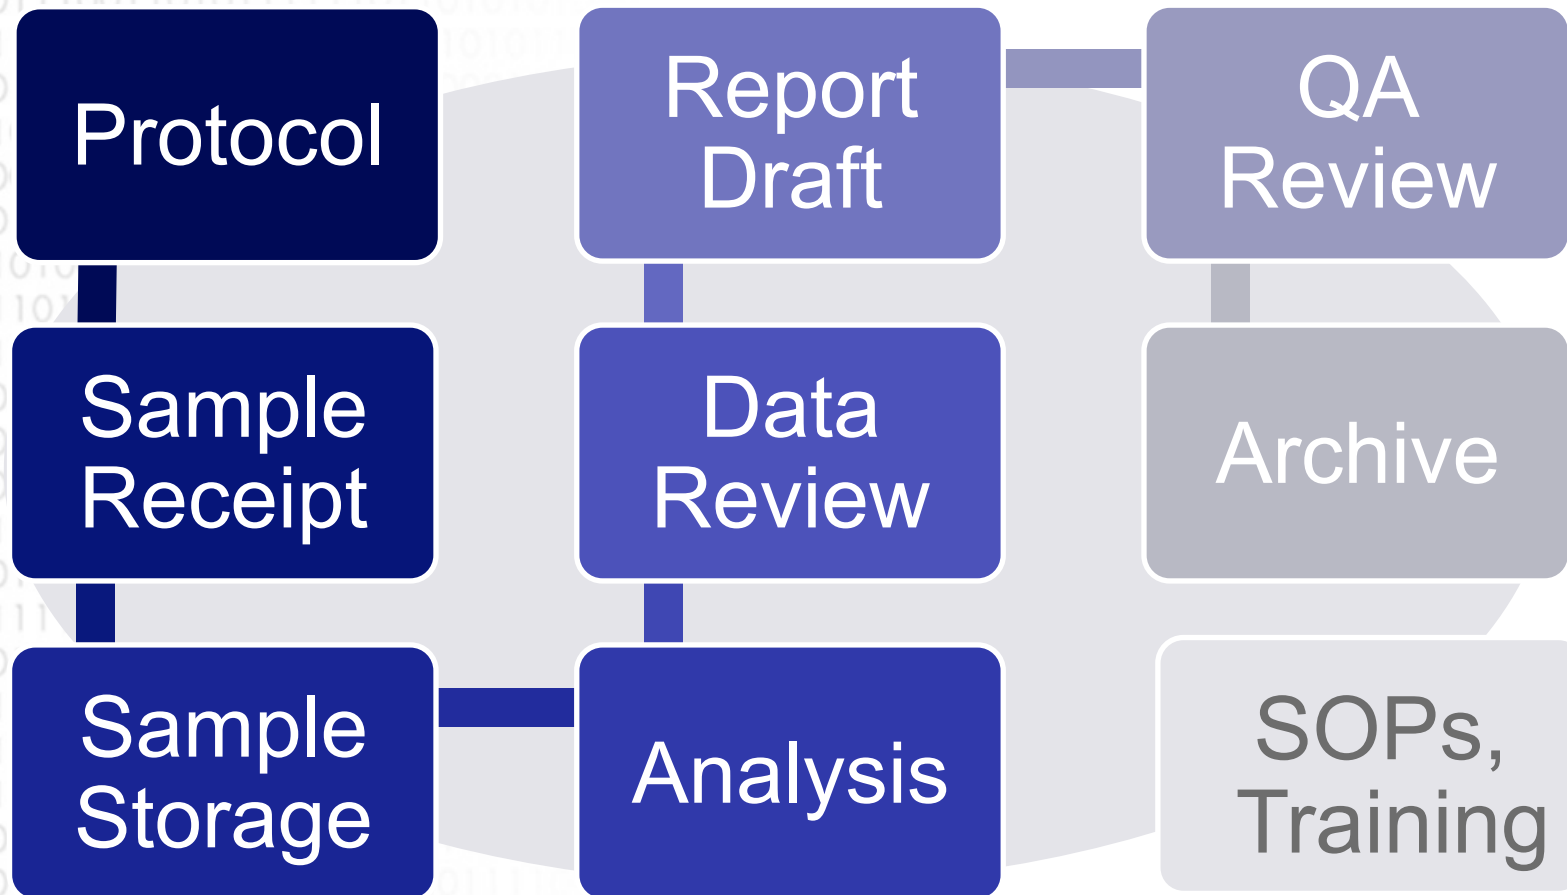 Protocol
Sample
Receipt
Sample
Storage
Analysis
Data
Review
Report
Draft
QA
Review
Archive
SOPs,
Training